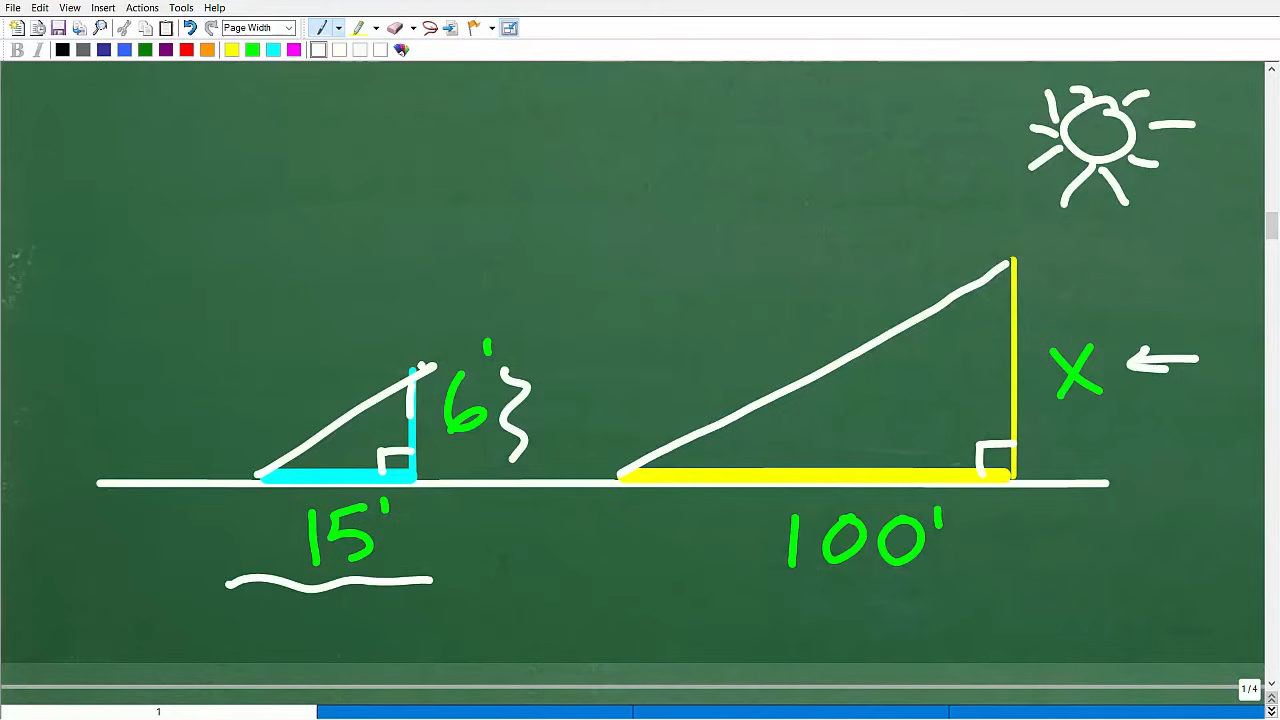 File Edit View Insert Actions Tools Help
Page Width
B I
6'
X
15'
100'
1/4
1